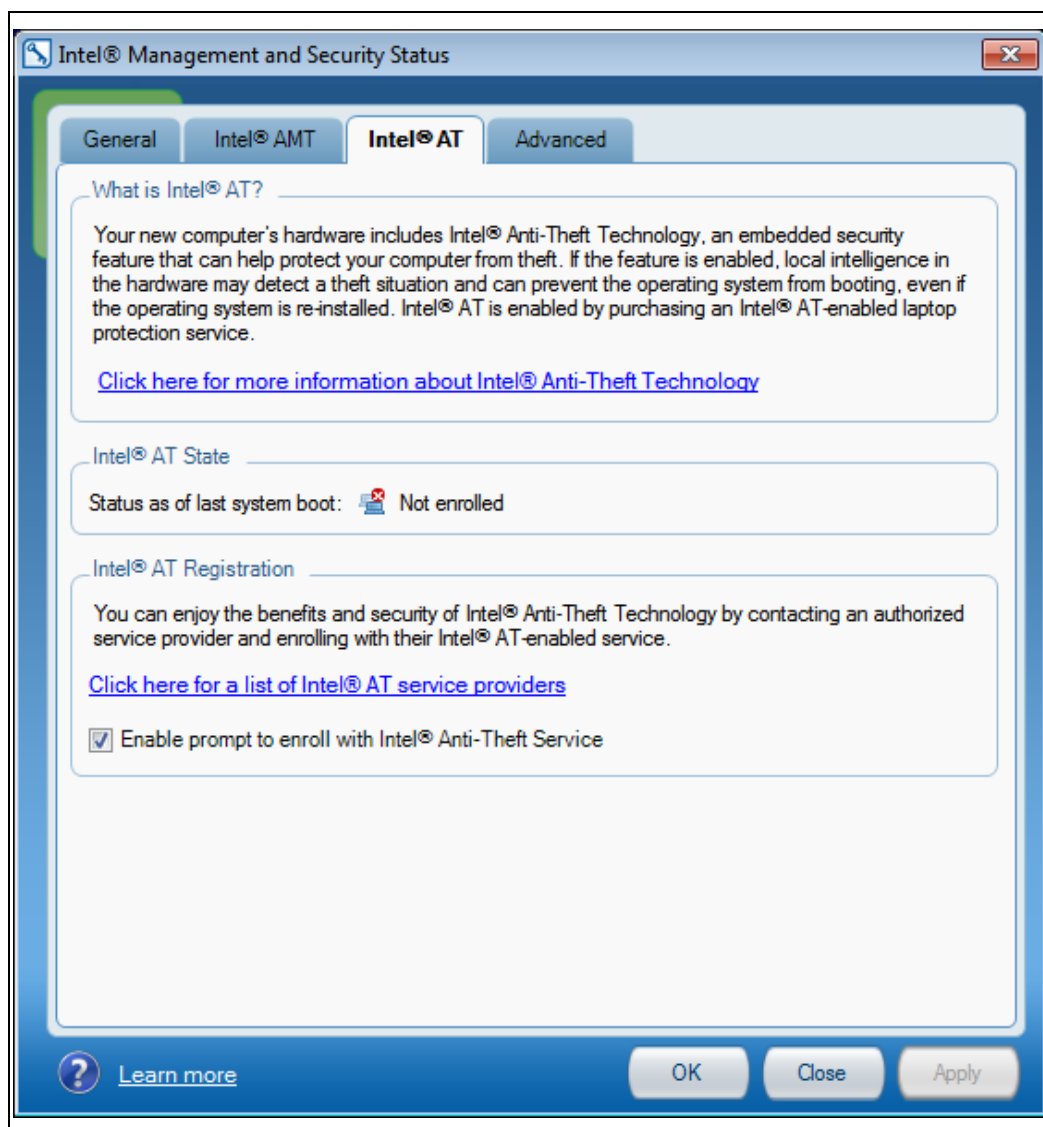 Intel® Management and Security Status
General Intel® AMT Intel® AT Advanced
What is Intel® AT?
Your new computer's hardware includes Intel® Anti-Theft Technology, an embedded security
feature that can help protect your computer from theft. If the feature is enabled, local intelligence in
the hardware may detect a theft situation and can prevent the operating system from booting, even if
the operating system is re-installed. Intel® AT is enabled by purchasing an Intel® AT-enabled laptop
protection service.
Click here for more information about Intel® Anti-Theft Technology
Intel® AT State
Status as of last system boot: Not enrolled
Intel® AT Registration
You can enjoy the benefits and security of Intel® Anti-Theft Technology by contacting an authorized
service provider and enrolling with their Intel® AT-enabled service.
Click here for a list of Intel® AT service providers
Enable prompt to enroll with Intel® Anti-Theft Service
? Learn more OK Close Apply